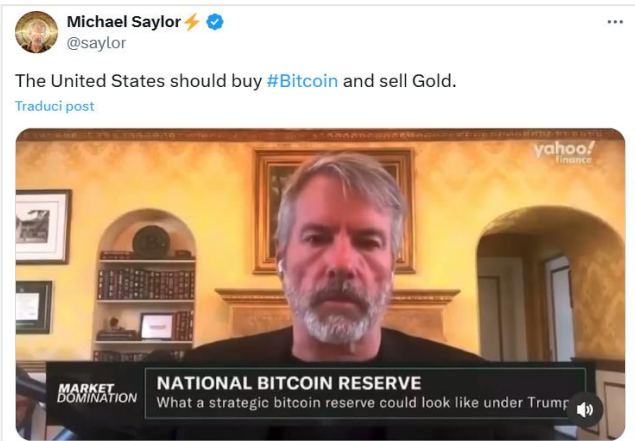 Michael Saylor
@saylor
The United States should buy #Bitcoin and sell Gold.
Traduci post
yahoo!
finance
MARKET
DOMINATION
NATIONAL BITCOIN RESERVE
What a strategic bitcoin reserve could look like under Trump